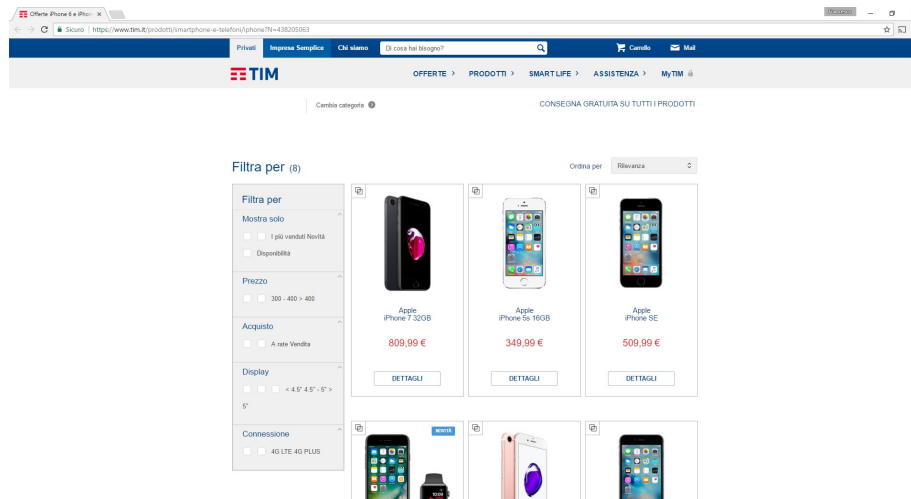 Offerte iPhone 6 e iPhon
Sicuro | https://www.tim.it/prodotti/smartphone-e-telefoni/iphone?N=438205063
Privati Impresa Semplice Chi siamo Di cosa hai bisogno? Carrello Mail
TIM OFFERTE > PRODOTTI > SMART LIFE > ASSISTENZA > MyTIM
Cambia categoria CONSEGNA GRATUITA SU TUTTI I PRODOTTI
Filtra per (8) Ordina per Rilevanza
Filtra per
Mostra solo
I più venduti Novità
Disponibilità
Prezzo
300 - 400 > 400
Acquisto
A rate Vendita
Display
< 4.5" 4.5" - 5" >
5"
Connessione
4G LTE 4G PLUS
Apple
iPhone 7 32GB
809,99 €
DETTAGLI
Apple
iPhone 5s 16GB
349,99 €
DETTAGLI
Apple
iPhone SE
509,99 €
DETTAGLI
NOVITÀ
10:09